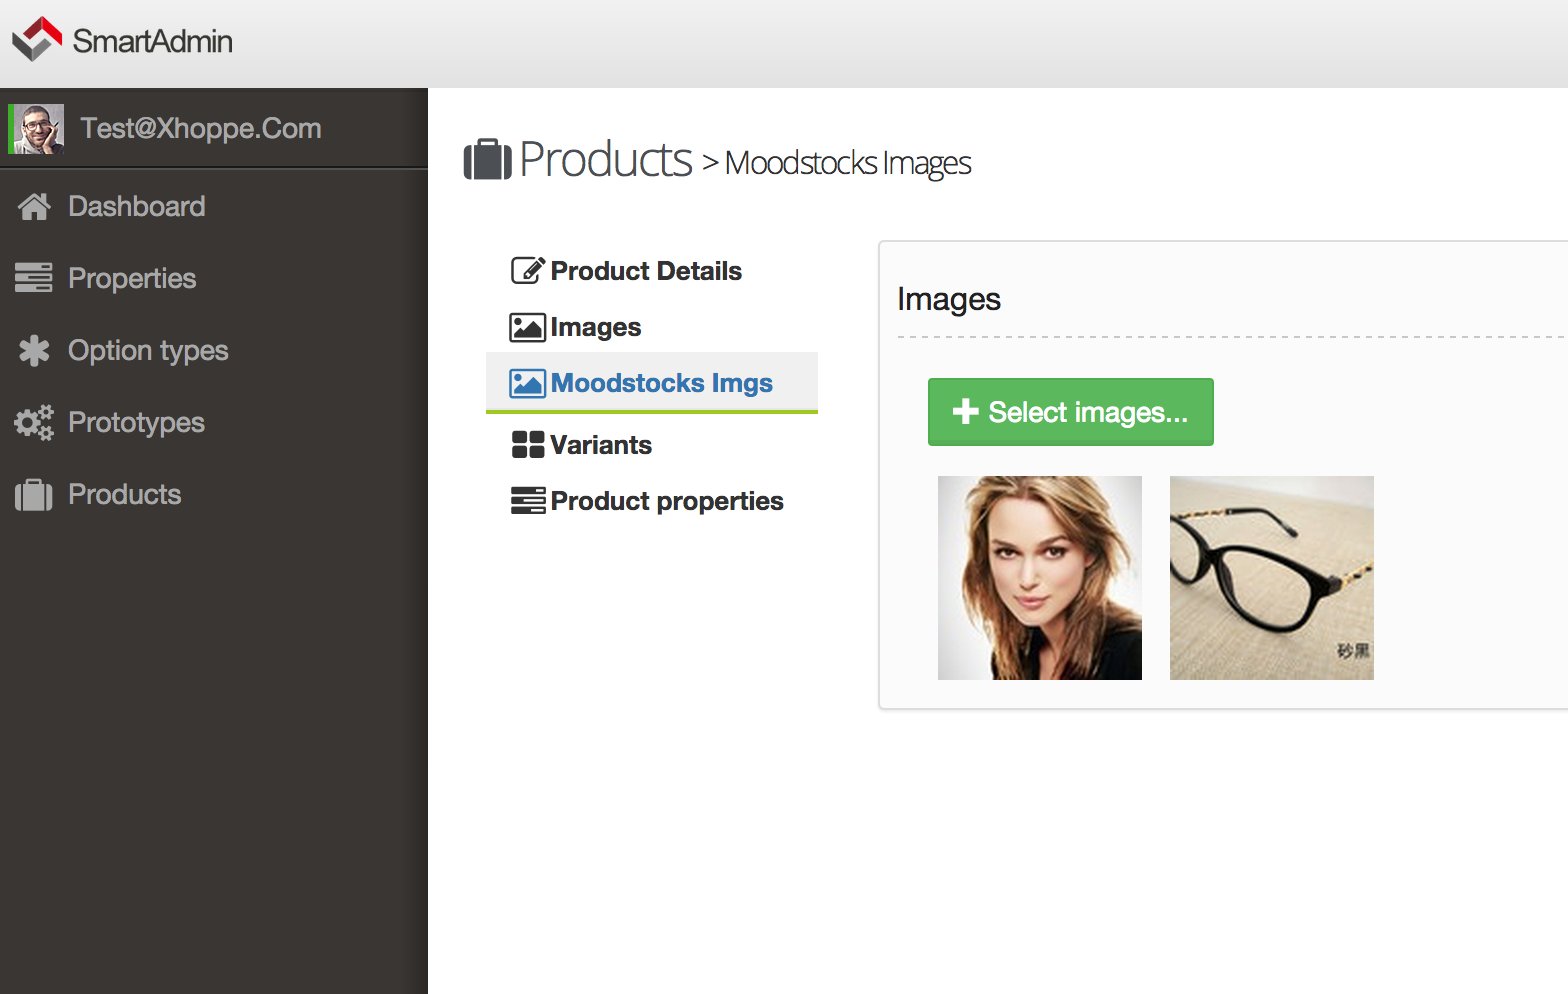 SmartAdmin
Test@Xhoppe.Com
Dashboard
Properties
Option types
Prototypes
Products
Products > Moodstocks Images
Product Details
Images
Moodstocks Imgs
Variants
Product properties
Images
Select images...
砂黑